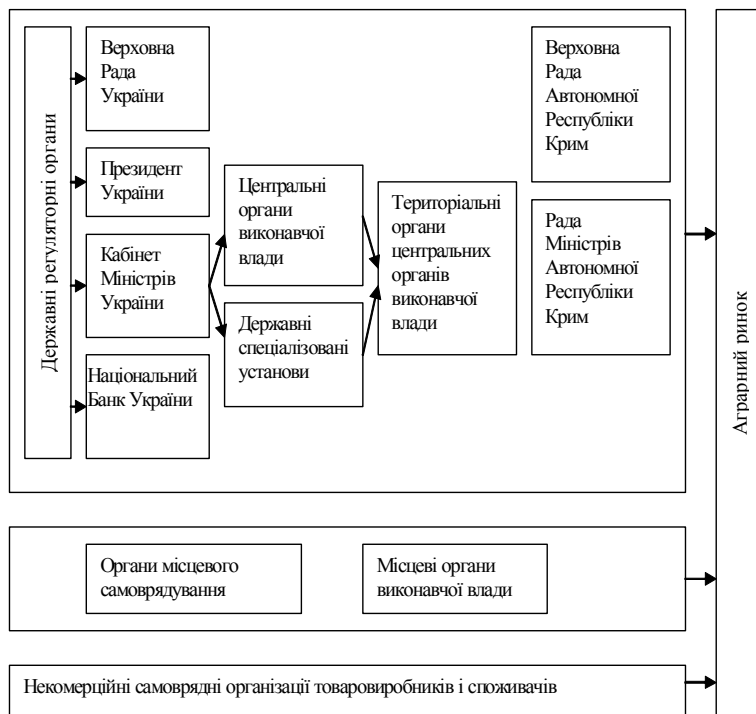 Державні регуляторні органи
Верховна
Рада
України
Президент
України
Кабінет
Міністрів
України
Національний
Банк України
Центральні
органи
виконавчої
влади
Державні
спеціалізовані
установи
Територіальні
органи
центральних
органів
виконавчої
влади
Верховна
Рада
Автономної
Республіки
Крим
Рада
Міністрів
Автономної
Республіки
Крим
Аграрний ринок
Органи місцевого
самоврядування
Місцеві органи
виконавчої влади
Некомерційні самоврядні організації товаровиробників і споживачів